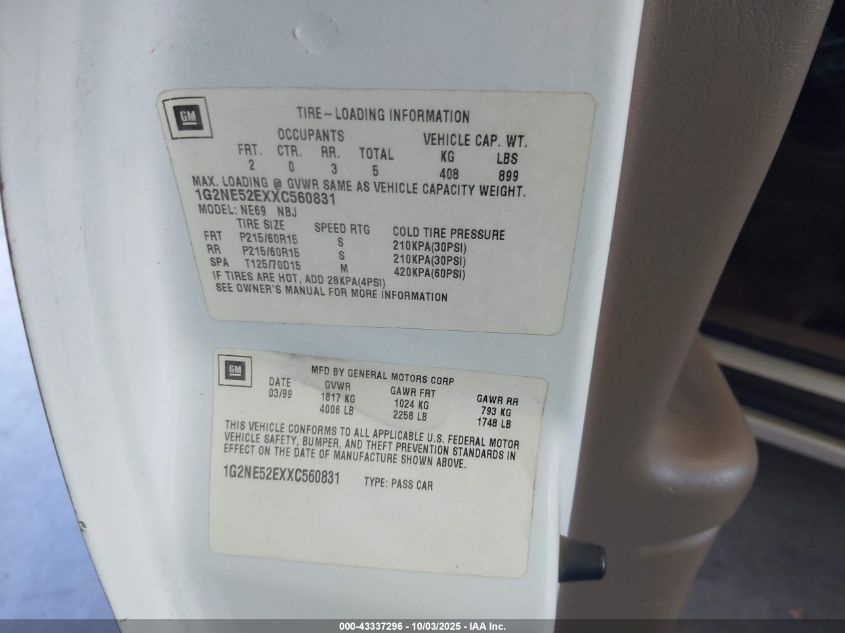 GM
TIRE-LOADING INFORMATION
OCCUPANTS VEHICLE CAP. WT.
FRT. CTR. RR. TOTAL KG LBS
2 0 3 5 408 899
MAX. LOADING @ GVWR SAME AS VEHICLE CAPACITY WEIGHT.
1G2NE52EXXC560831
MODEL: NE69 NBJ
TIRE SIZE SPEED RTG COLD TIRE PRESSURE
FRT P215/60R15 S 210KPA(30PSI)
RR P215/60R15 S 210KPA(30PSI)
SPA T125/70D15 M 420KPA(60PSI)
IF TIRES ARE HOT, ADD 28KPA(4PSI)
SEE OWNER'S MANUAL FOR MORE INFORMATION
GM
MFD BY GENERAL MOTORS CORP
DATE GVWR GAWR FRT GAWR RR
03/99 1817 KG 1024 KG 793 KG
4006 LB 2258 LB 1748 LB
THIS VEHICLE CONFORMS TO ALL APPLICABLE U.S. FEDERAL MOTOR
VEHICLE SAFETY, BUMPER, AND THEFT PREVENTION STANDARDS IN
EFFECT ON THE DATE OF MANUFACTURE SHOWN ABOVE.
1G2NE52EXXC560831 TYPE: PASS CAR
000-43337296 - 10/03/2025 - IAA Inc.